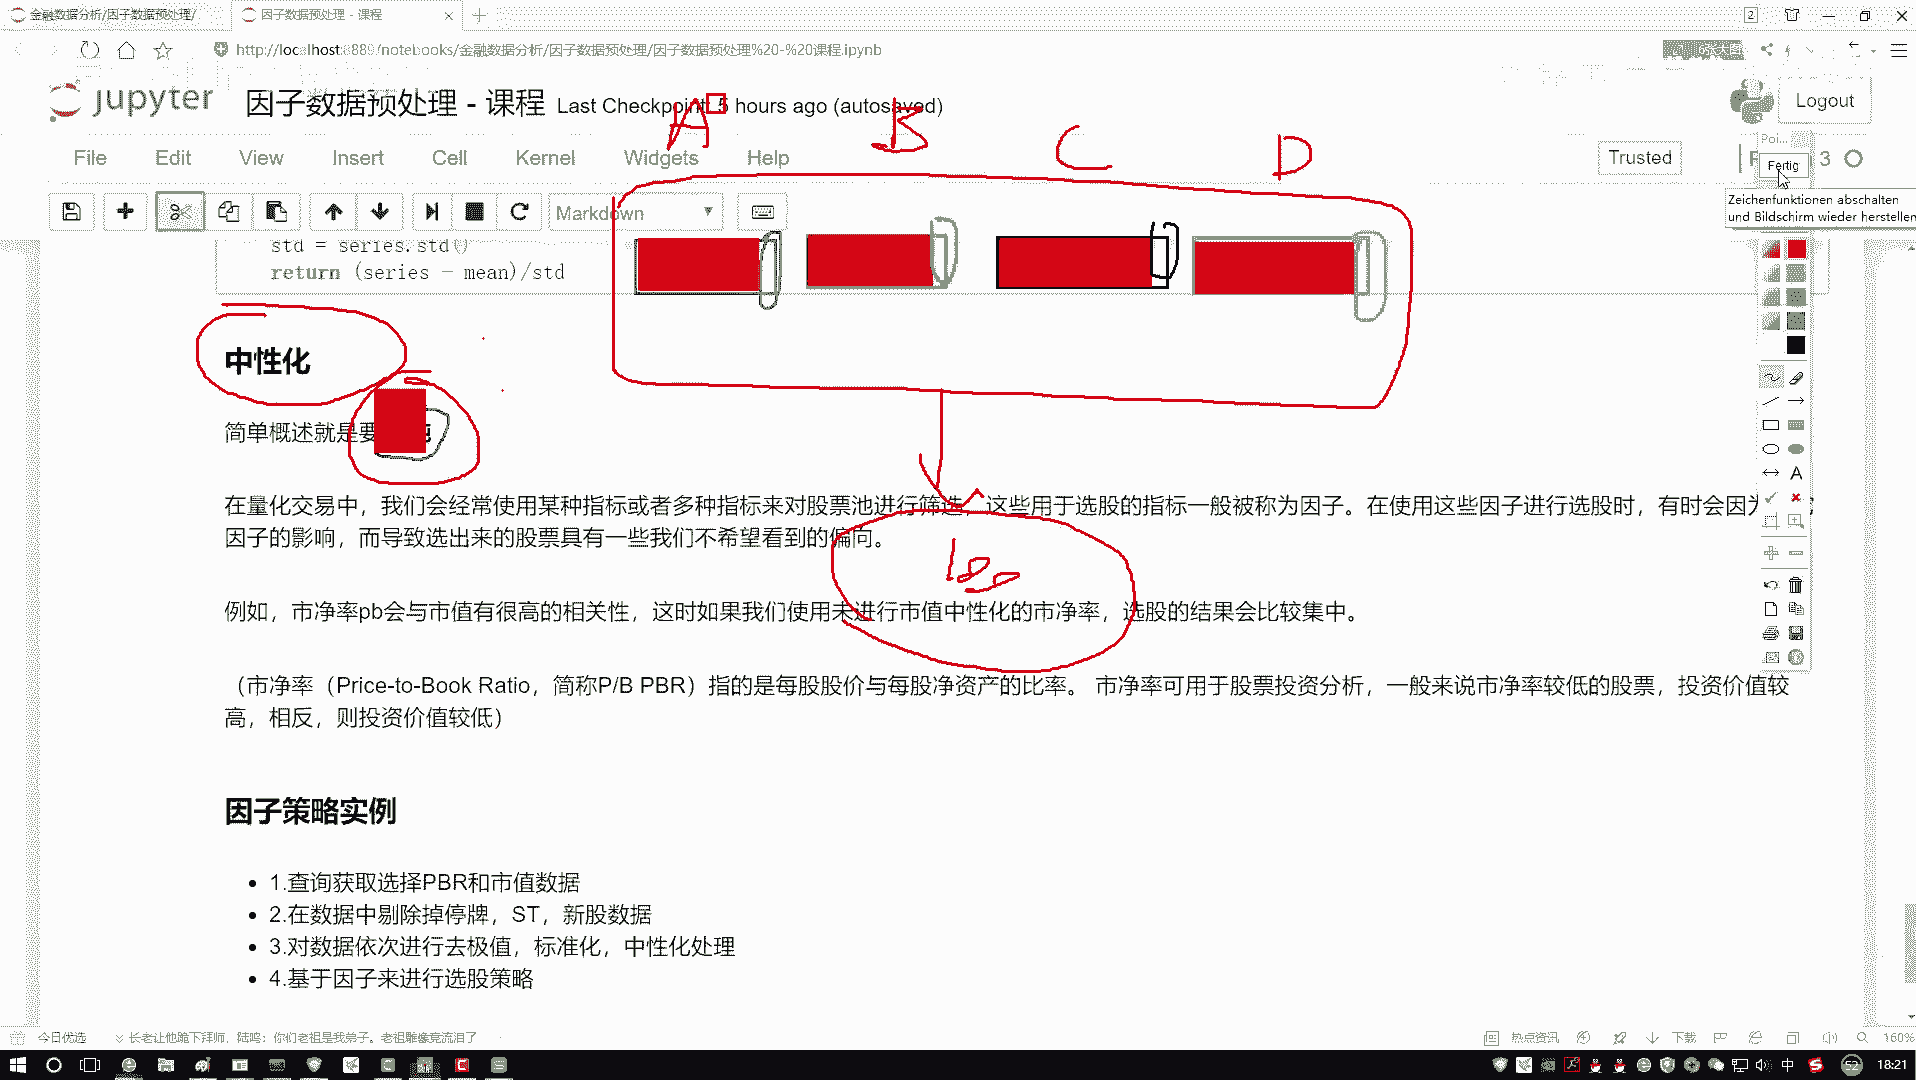 金融数据分析/因子数据预处理/
因子数据预处理 - 课程
2
http://localhost:8889/notebooks/金融数据分析/因子数据预处理/因子数据预处理%20-%20课程.ipynb
jupyter 因子数据预处理 - 课程 Last Checkpoint: 5 hours ago (autosaved)
Logout
A B C D
File Edit View Insert Cell Kernel Widgets Help
Trusted
3
Poi...
Fertig
Zeichenfunktionen abschalten
und Bildschirm wieder herstellen
Markdown
std = series.std()
return (series - mean)/std
中性化
简单概述就是要
在量化交易中，我们会经常使用某种指标或者多种指标来对股票池进行筛选，这些用于选股的指标一般被称为因子。在使用这些因子进行选股时，有时会因为
因子的影响，而导致选出来的股票具有一些我们不希望看到的偏向。
例如，市净率pb会与市值有很高的相关性，这时如果我们使用未进行市值中性化的市净率，选股的结果会比较集中。
（市净率（Price-to-Book Ratio，简称P/B PBR）指的是每股股价与每股净资产的比率。 市净率可用于股票投资分析，一般来说市净率较低的股票，投资价值较
高，相反，则投资价值较低）
因子策略实例
1.查询获取选择PBR和市值数据
2.在数据中剔除掉停牌，ST，新股数据
3.对数据依次进行去极值，标准化，中性化处理
4.基于因子来进行选股策略
今日优选
长老让他跪下拜师，陆鸣：你们老祖是我弟子。老祖雕像竟流泪了
热点资讯
下载
160%
中
52
18:21